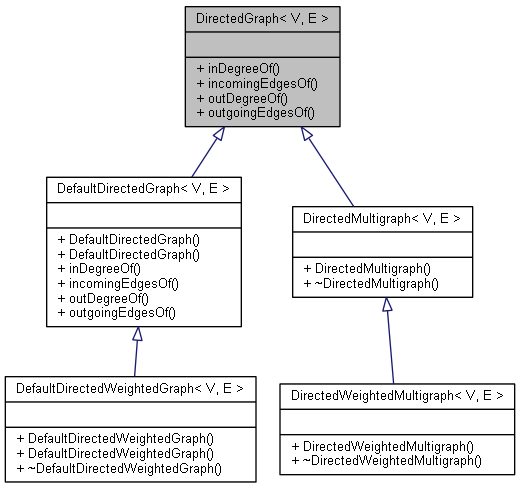 DirectedGraph< V, E >
+ inDegreeOf()
+ incomingEdgesOf()
+ outDegreeOf()
+ outgoingEdgesOf()
DefaultDirectedGraph< V, E >
+ DefaultDirectedGraph()
+ DefaultDirectedGraph()
+ inDegreeOf()
+ incomingEdgesOf()
+ outDegreeOf()
+ outgoingEdgesOf()
DirectedMultigraph< V, E >
+ DirectedMultigraph()
+ ~DirectedMultigraph()
DefaultDirectedWeightedGraph< V, E >
+ DefaultDirectedWeightedGraph()
+ DefaultDirectedWeightedGraph()
+ ~DefaultDirectedWeightedGraph()
DirectedWeightedMultigraph< V, E >
+ DirectedWeightedMultigraph()
+ ~DirectedWeightedMultigraph()